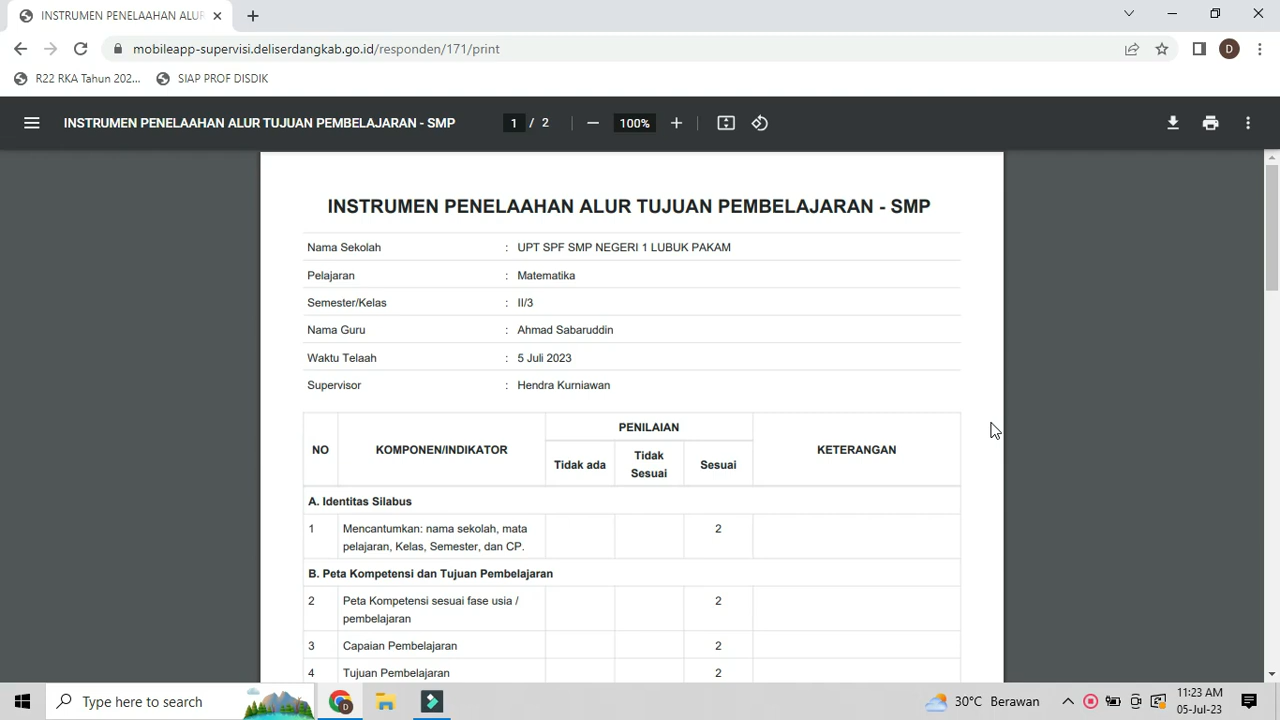 INSTRUMEN PENELAAHAN ALUR
mobileapp-supervisi.deliserdangkab.go.id/responden/171/print
D
R22 RKA Tahun 202...
SIAP PROF DISDIK
INSTRUMEN PENELAAHAN ALUR TUJUAN PEMBELAJARAN - SMP
1 / 2
100%
INSTRUMEN PENELAAHAN ALUR TUJUAN PEMBELAJARAN - SMP
Nama Sekolah : UPT SPF SMP NEGERI 1 LUBUK PAKAM
Pelajaran : Matematika
Semester/Kelas : II/3
Nama Guru : Ahmad Sabaruddin
Waktu Telaah : 5 Juli 2023
Supervisor : Hendra Kurniawan
NO KOMPONEN/INDIKATOR PENILAIAN KETERANGAN
Tidak ada Tidak Sesuai Sesuai
A. Identitas Silabus
1 Mencantumkan: nama sekolah, mata 2
pelajaran, Kelas, Semester, dan CP.
B. Peta Kompetensi dan Tujuan Pembelajaran
2 Peta Kompetensi sesuai fase usia / 2
pembelajaran
3 Capaian Pembelajaran 2
4 Tujuan Pembelajaran 2
Type here to search
D
30°C Berawan
11:23 AM
05-Jul-23